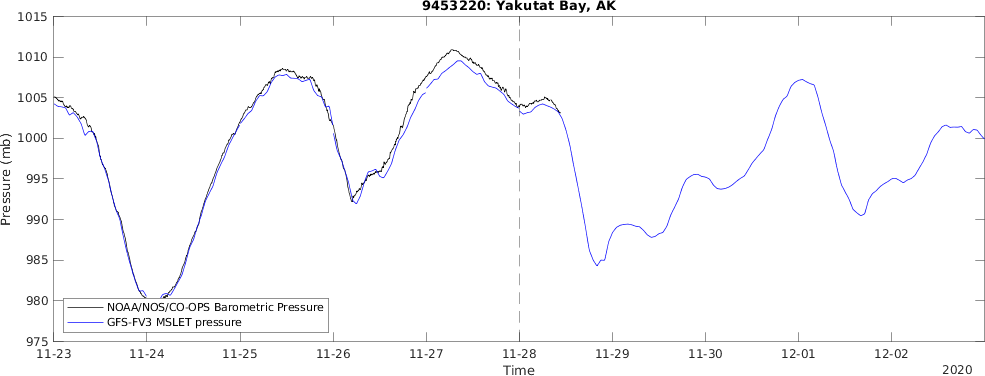 9453220: Yakutat Bay, AK
Pressure (mb)
1015
1010
1005
1000
995
990
985
980
975
NOAA/NOS/CO-OPS Barometric Pressure
GFS-FV3 MSLET pressure
11-23 11-24 11-25 11-26 11-27 11-28 11-29 11-30 12-01 12-02
Time
2020